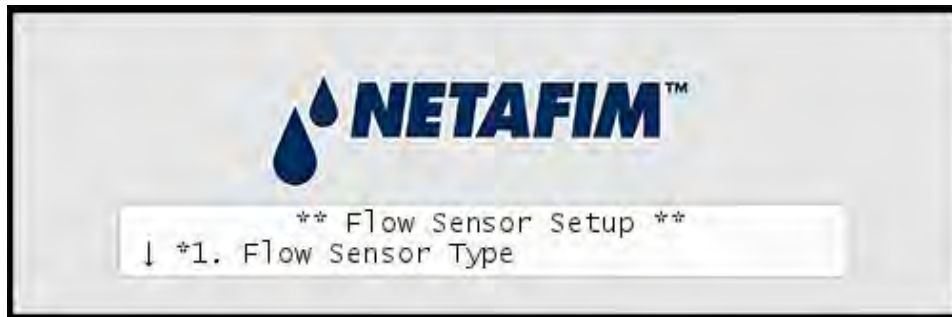 NETAFIM™
** Flow Sensor Setup **
↓ *1. Flow Sensor Type